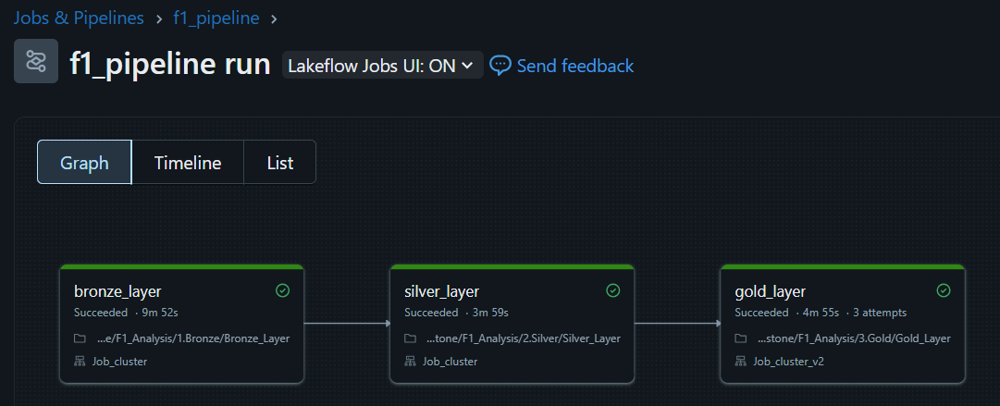 Jobs & Pipelines › f1_pipeline ›
f1_pipeline run Lakeflow Jobs UI: ON Send feedback
Graph Timeline List
bronze_layer
Succeeded · 9m 52s
...e/F1_Analysis/1.Bronze/Bronze_Layer
Job_cluster
silver_layer
Succeeded · 3m 59s
...tone/F1_Analysis/2.Silver/Silver_Layer
Job_cluster
gold_layer
Succeeded · 4m 55s · 3 attempts
...stone/F1_Analysis/3.Gold/Gold_Layer
Job_cluster_v2